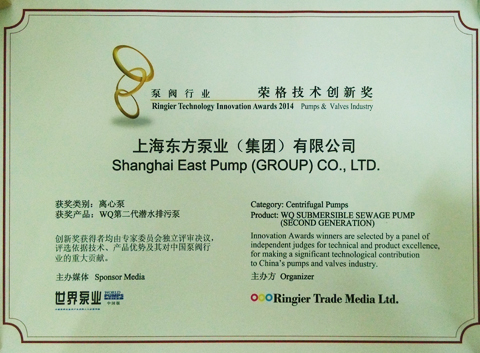 泵 阀 行 业 荣格技术创新奖
Ringier Technology Innovation Awards 2014 Pumps & Valves Industry
上海东方泵业（集团）有限公司
Shanghai East Pump (GROUP) CO., LTD.
获奖类别：离心泵
获奖产品：WQ第二代潜水排污泵
创新奖获得者均由专家委员会独立评审决议，
评选依据技术、产品优势及其对中国泵阀行
业的重大贡献。
主办媒体 Sponsor Media
世界泵业
WORLD
中国版
Category: Centrifugal Pumps
Product: WQ SUBMERSIBLE SEWAGE PUMP
(SECOND GENERATION)
Innovation Awards winners are selected by a panel of
independent judges for technical and product excellence,
for making a significant technological contribution
to China's pumps and valves industry.
主办方 Organizer
Ringier Trade Media Ltd.